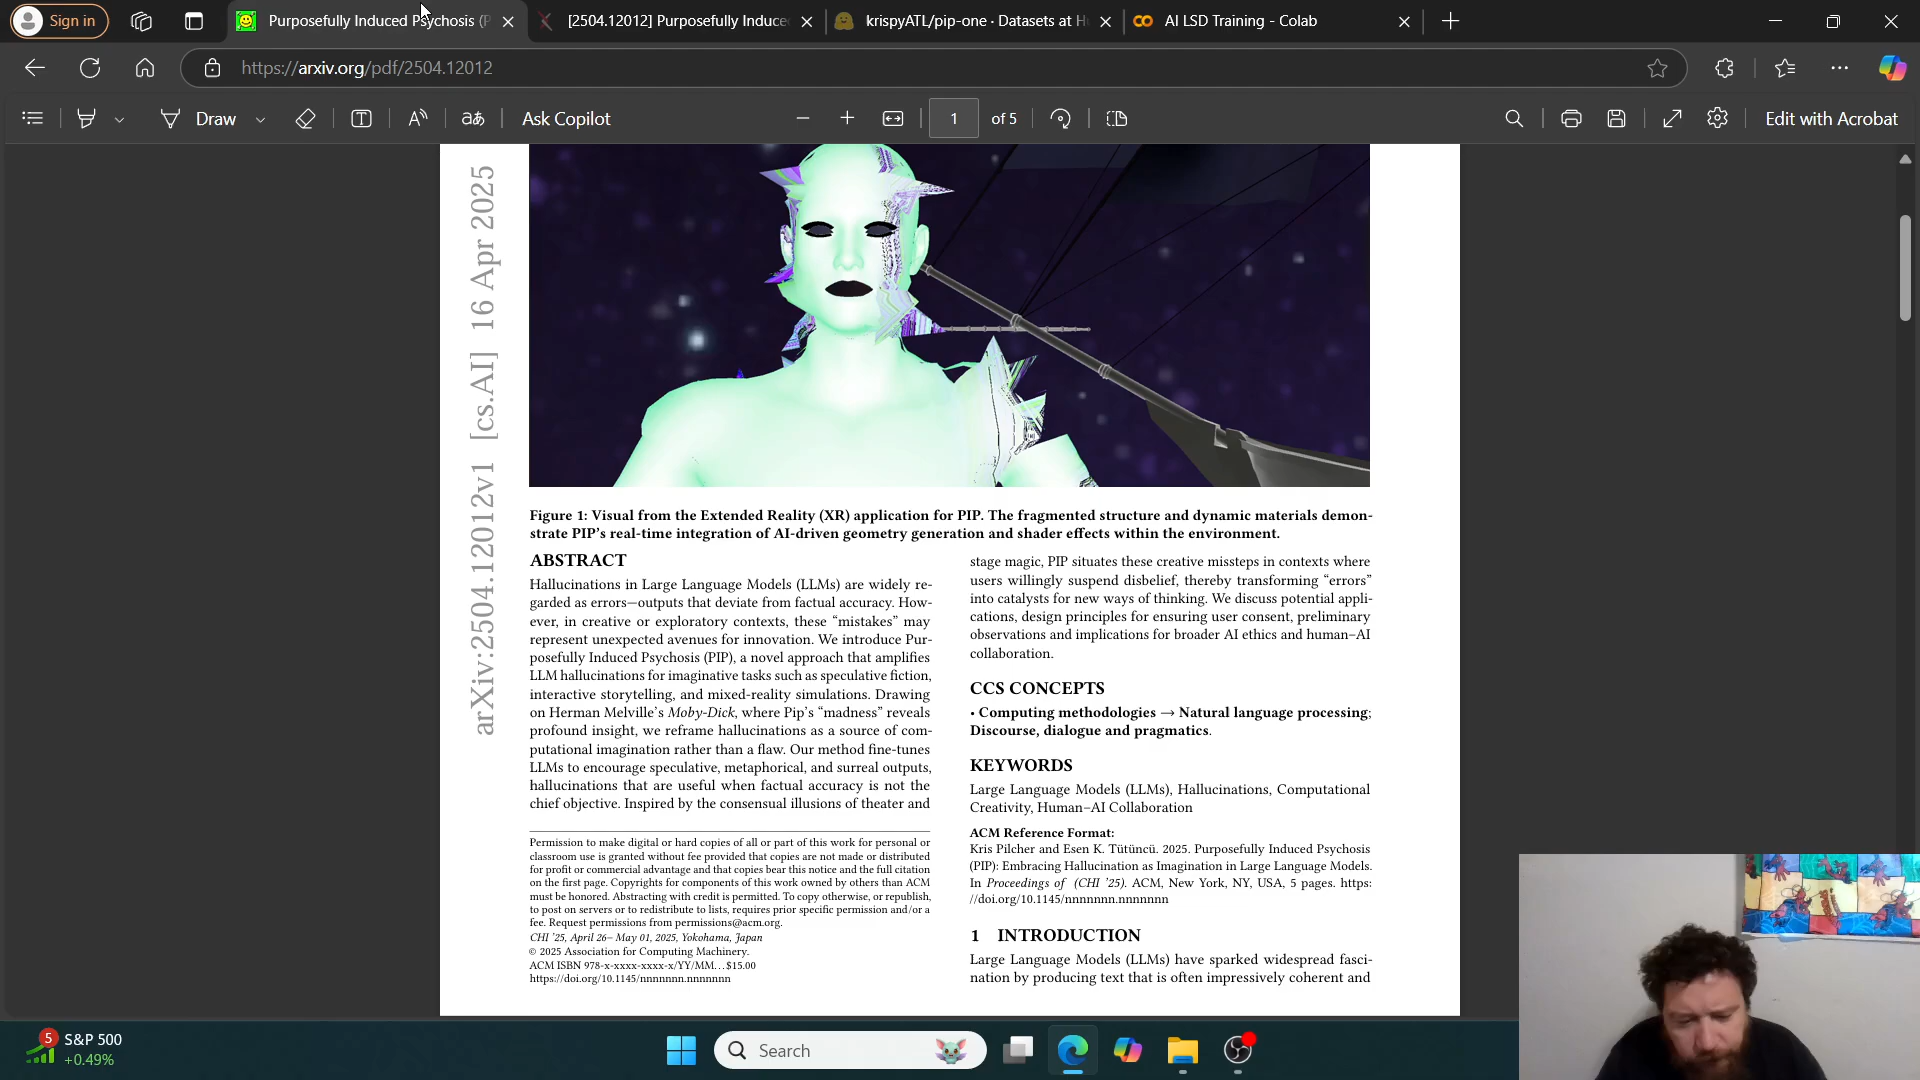 Sign in
Purposefully Induced Psychosis (P
[2504.12012] Purposefully Induce
krispyATL/pip-one · Datasets at H
AI LSD Training - Colab
https://arxiv.org/pdf/2504.12012
Draw
Ask Copilot
1 of 5
Edit with Acrobat
arXiv:2504.12012v1 [cs.AI] 16 Apr 2025
Figure 1: Visual from the Extended Reality (XR) application for PIP. The fragmented structure and dynamic materials demon-
strate PIP's real-time integration of AI-driven geometry generation and shader effects within the environment.
ABSTRACT
Hallucinations in Large Language Models (LLMs) are widely re-
garded as errors—outputs that deviate from factual accuracy. How-
ever, in creative or exploratory contexts, these “mistakes” may
represent unexpected avenues for innovation. We introduce Pur-
posefully Induced Psychosis (PIP), a novel approach that amplifies
LLM hallucinations for imaginative tasks such as speculative fiction,
interactive storytelling, and mixed-reality simulations. Drawing
on Herman Melville's Moby-Dick, where Pip's “madness” reveals
profound insight, we reframe hallucinations as a source of com-
putational imagination rather than a flaw. Our method fine-tunes
LLMs to encourage speculative, metaphorical, and surreal outputs,
hallucinations that are useful when factual accuracy is not the
chief objective. Inspired by the consensual illusions of theater and
Permission to make digital or hard copies of all or part of this work for personal or
classroom use is granted without fee provided that copies are not made or distributed
for profit or commercial advantage and that copies bear this notice and the full citation
on the first page. Copyrights for components of this work owned by others than ACM
must be honored. Abstracting with credit is permitted. To copy otherwise, or republish,
to post on servers or to redistribute to lists, requires prior specific permission and/or a
fee. Request permissions from permissions@acm.org.
CHI '25, April 26– May 01, 2025, Yokohama, Japan
© 2025 Association for Computing Machinery.
ACM ISBN 978-x-xxxx-xxxx-x/YY/MM...$15.00
https://doi.org/10.1145/nnnnnnn.nnnnnnn
stage magic, PIP situates these creative missteps in contexts where
users willingly suspend disbelief, thereby transforming “errors”
into catalysts for new ways of thinking. We discuss potential appli-
cations, design principles for ensuring user consent, preliminary
observations and implications for broader AI ethics and human–AI
collaboration.
CCS CONCEPTS
• Computing methodologies → Natural language processing;
Discourse, dialogue and pragmatics.
KEYWORDS
Large Language Models (LLMs), Hallucinations, Computational
Creativity, Human–AI Collaboration
ACM Reference Format:
Kris Pilcher and Esen K. Tütüncü. 2025. Purposefully Induced Psychosis
(PIP): Embracing Hallucination as Imagination in Large Language Models.
In Proceedings of (CHI '25). ACM, New York, NY, USA, 5 pages. https:
//doi.org/10.1145/nnnnnnn.nnnnnnn
1 INTRODUCTION
Large Language Models (LLMs) have sparked widespread fasci-
nation by producing text that is often impressively coherent and
5
S&P 500
+0.49%
Search